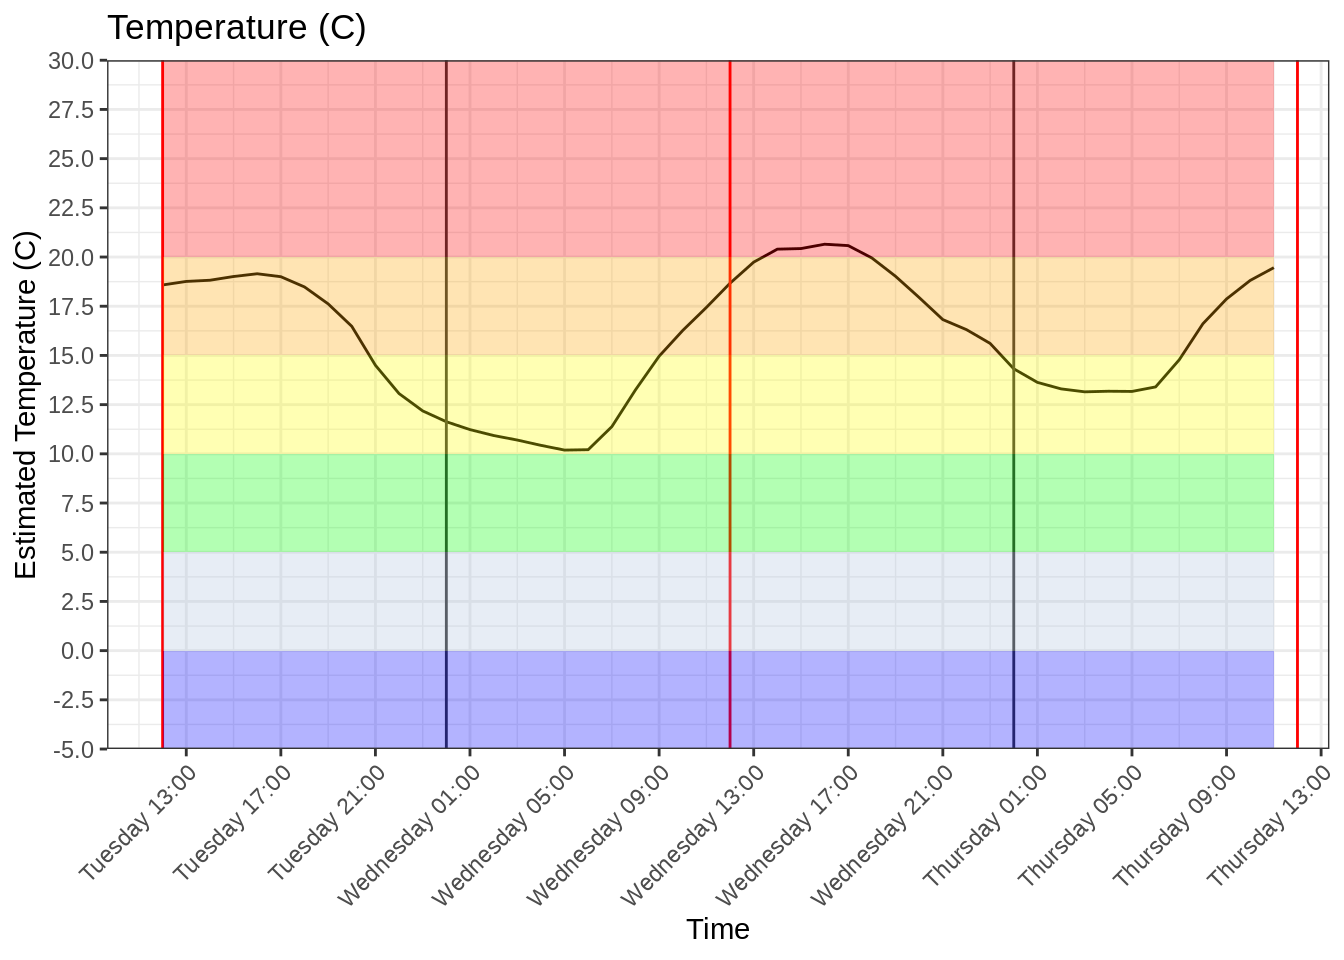 Temperature (C)
Estimated Temperature (C)
30.0
27.5
25.0
22.5
20.0
17.5
15.0
12.5
10.0
7.5
5.0
2.5
0.0
-2.5
-5.0
Tuesday 13:00
Tuesday 17:00
Tuesday 21:00
Wednesday 01:00
Wednesday 05:00
Wednesday 09:00
Wednesday 13:00
Wednesday 17:00
Wednesday 21:00
Thursday 01:00
Thursday 05:00
Thursday 09:00
Thursday 13:00
Time